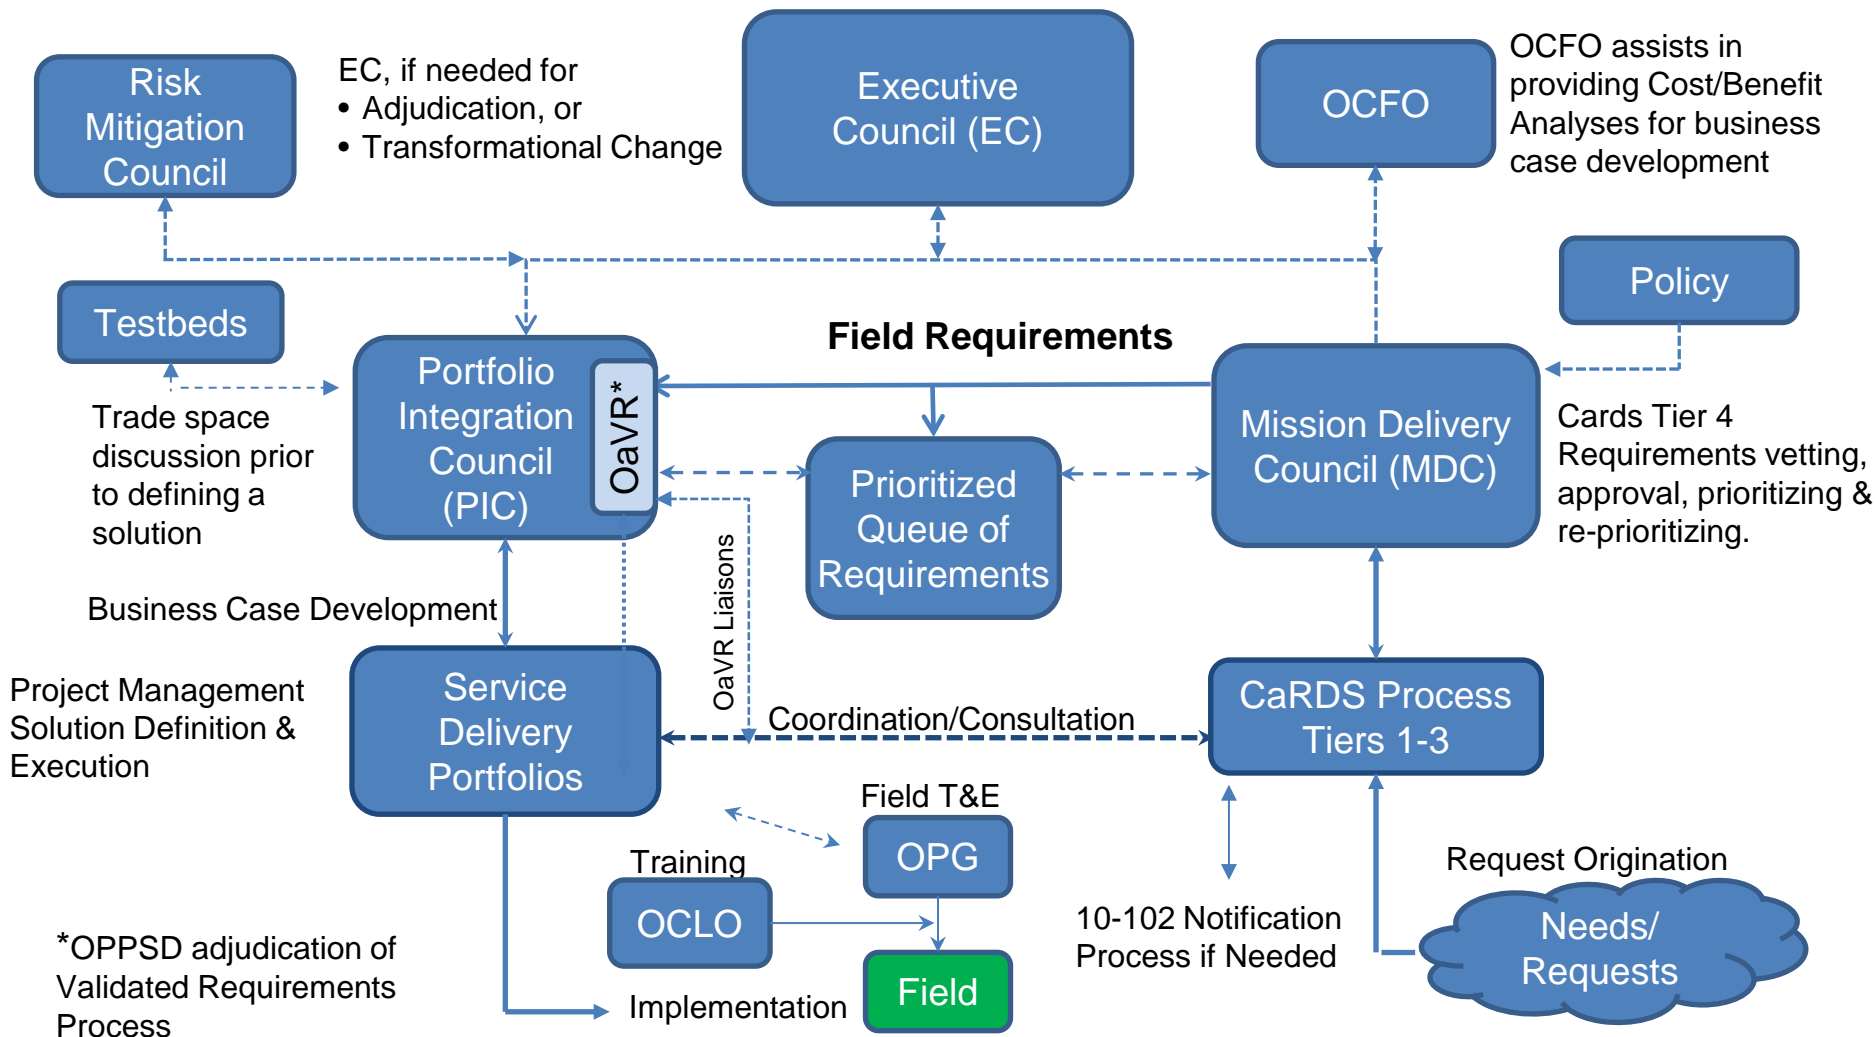 Risk
Mitigation
Council
EC, if needed for
• Adjudication, or
• Transformational Change
Executive
Council (EC)
OCFO
OCFO assists in
providing Cost/Benefit
Analyses for business
case development
Testbeds
Policy
Field Requirements
Portfolio
Integration
Council
(PIC)
OaVR*
Mission Delivery
Council (MDC)
Trade space
discussion prior
to defining a
solution
Prioritized
Queue of
Requirements
Cards Tier 4
Requirements vetting,
approval, prioritizing &
re-prioritizing.
OaVR Liaisons
Business Case Development
Project Management
Solution Definition &
Execution
Service
Delivery
Portfolios
Coordination/Consultation
CaRDS Process
Tiers 1-3
Field T&E
OPG
Training
OCLO
Field
Implementation
10-102 Notification
Process if Needed
Request Origination
Needs/
Requests
*OPPSD adjudication of
Validated Requirements
Process